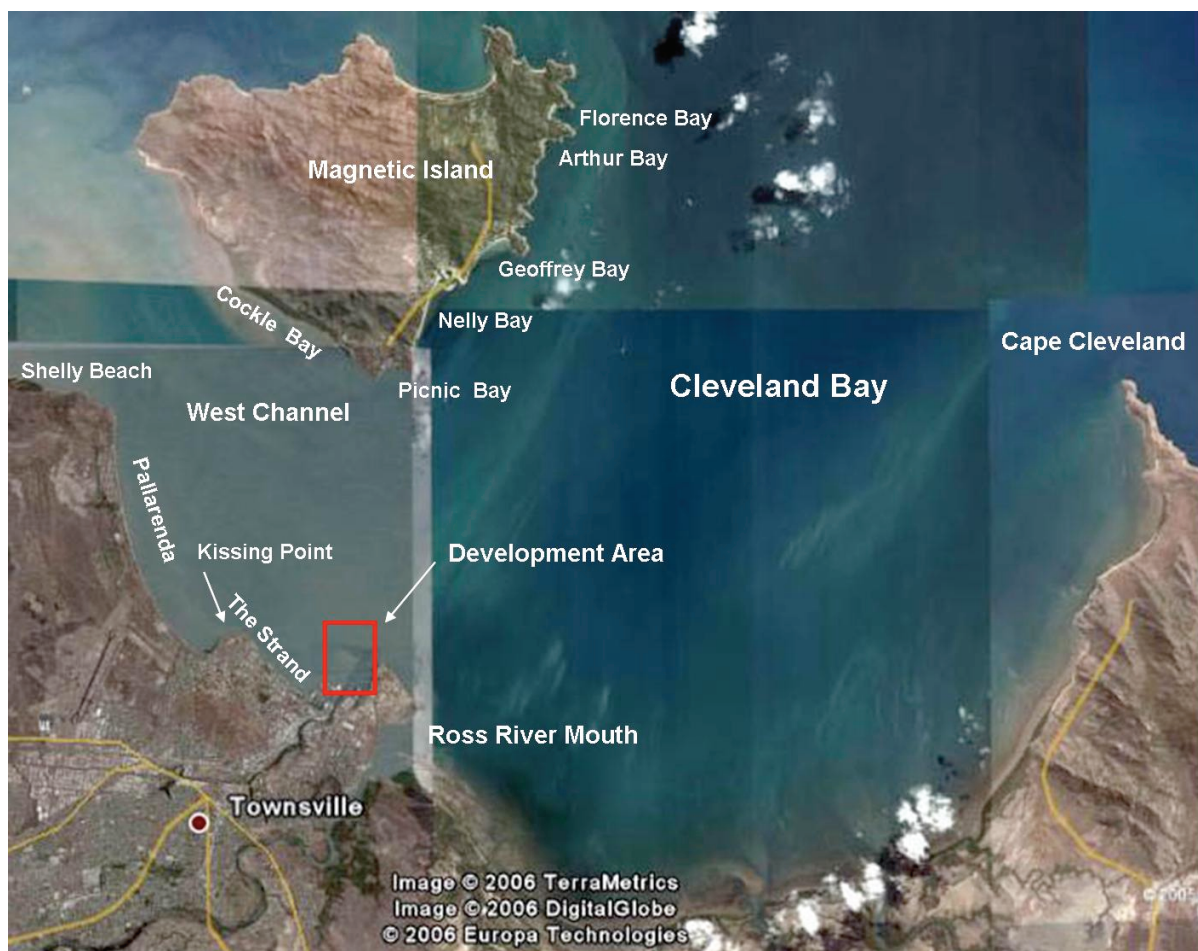 Florence Bay
Arthur Bay
Magnetic Island
Geoffrey Bay
Cockle Bay
Nelly Bay
Cape Cleveland
Shelly Beach
Picnic Bay
Cleveland Bay
West Channel
Pallarenda
Kissing Point
Development Area
The Strand
Ross River Mouth
Townsville
Image © 2006 TerraMetrics
Image © 2006 DigitalGlobe
© 2006 Europa Technologies
© 2005